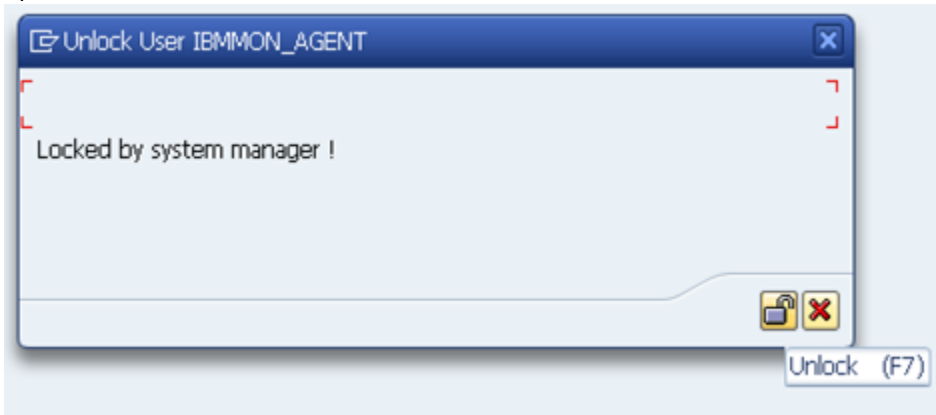 Unlock User IBMMON_AGENT
Locked by system manager !
Unlock (F7)